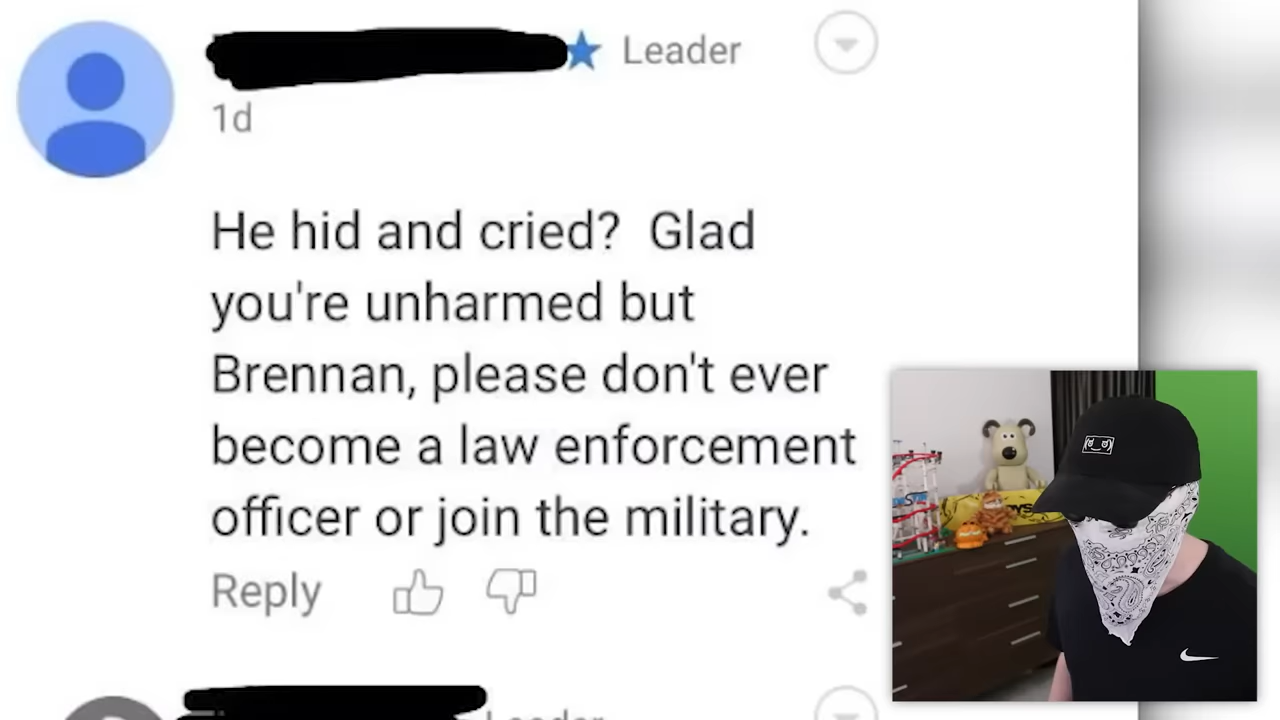 Leader
1d
He hid and cried?  Glad
you're unharmed but
Brennan, please don't ever
become a law enforcement
officer or join the military.
Reply